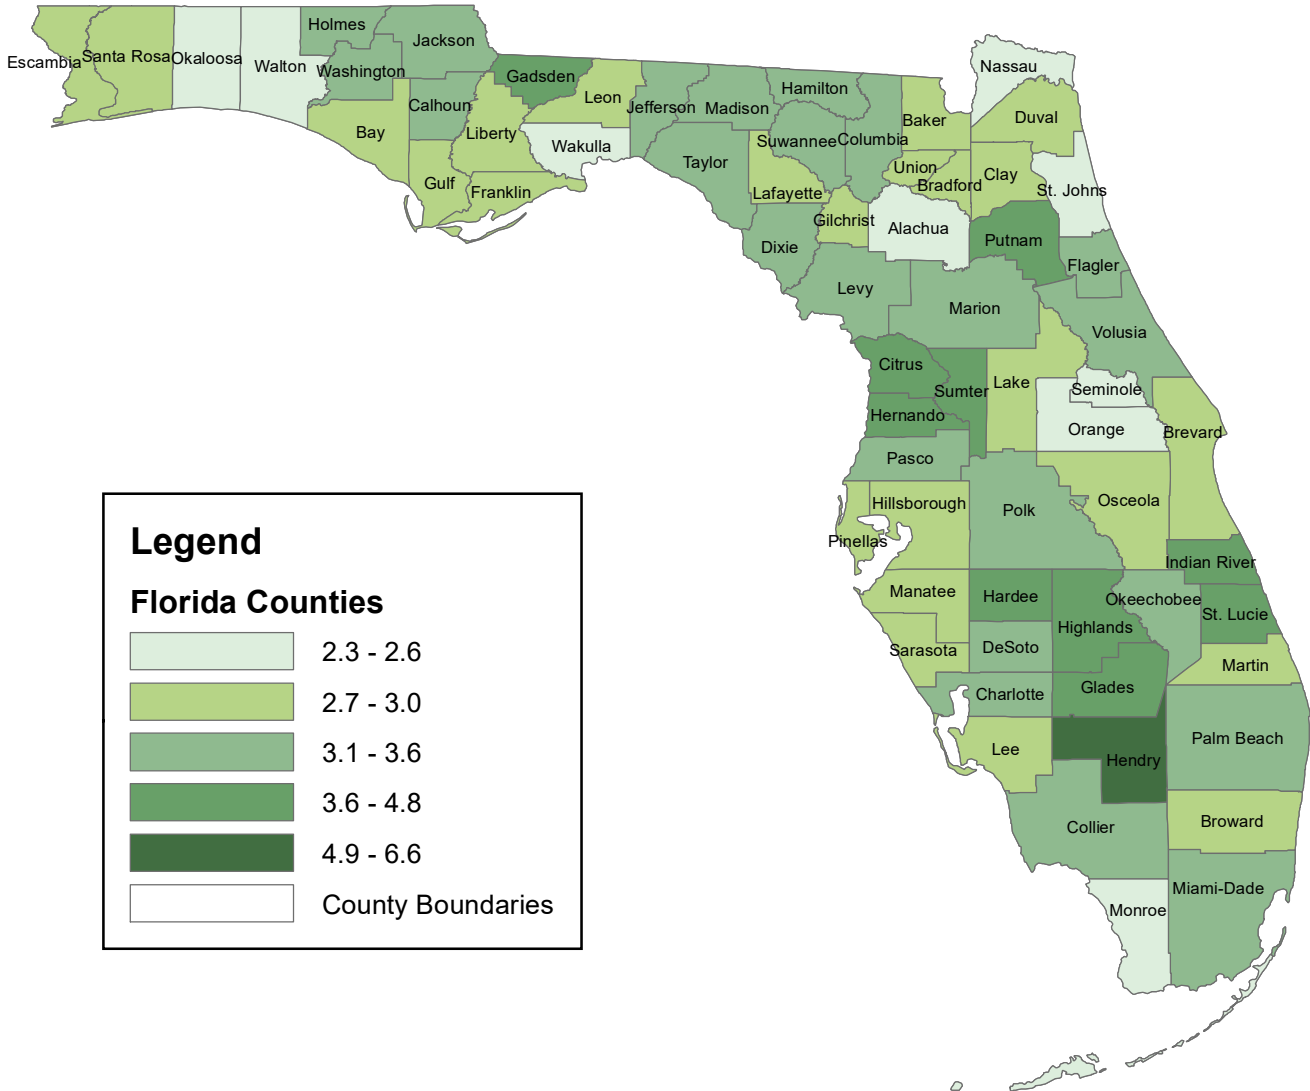 Holmes
Jackson
Escambia
Santa Rosa
Okaloosa
Walton
Washington
Gadsden
Nassau
Calhoun
Leon
Jefferson
Madison
Hamilton
Bay
Liberty
Wakulla
Taylor
Suwannee
Columbia
Baker
Duval
Gulf
Franklin
Lafayette
Union
Bradford
Clay
St. Johns
Dixie
Gilchrist
Alachua
Putnam
Flagler
Levy
Marion
Volusia
Citrus
Sumter
Lake
Seminole
Hernando
Orange
Brevard
Pasco
Hillsborough
Polk
Osceola
Pinellas
Indian River
Manatee
Hardee
Okeechobee
St. Lucie
Highlands
Sarasota
DeSoto
Martin
Charlotte
Glades
Lee
Hendry
Palm Beach
Collier
Broward
Miami-Dade
Monroe
Legend
Florida Counties
2.3 - 2.6
2.7 - 3.0
3.1 - 3.6
3.6 - 4.8
4.9 - 6.6
County Boundaries